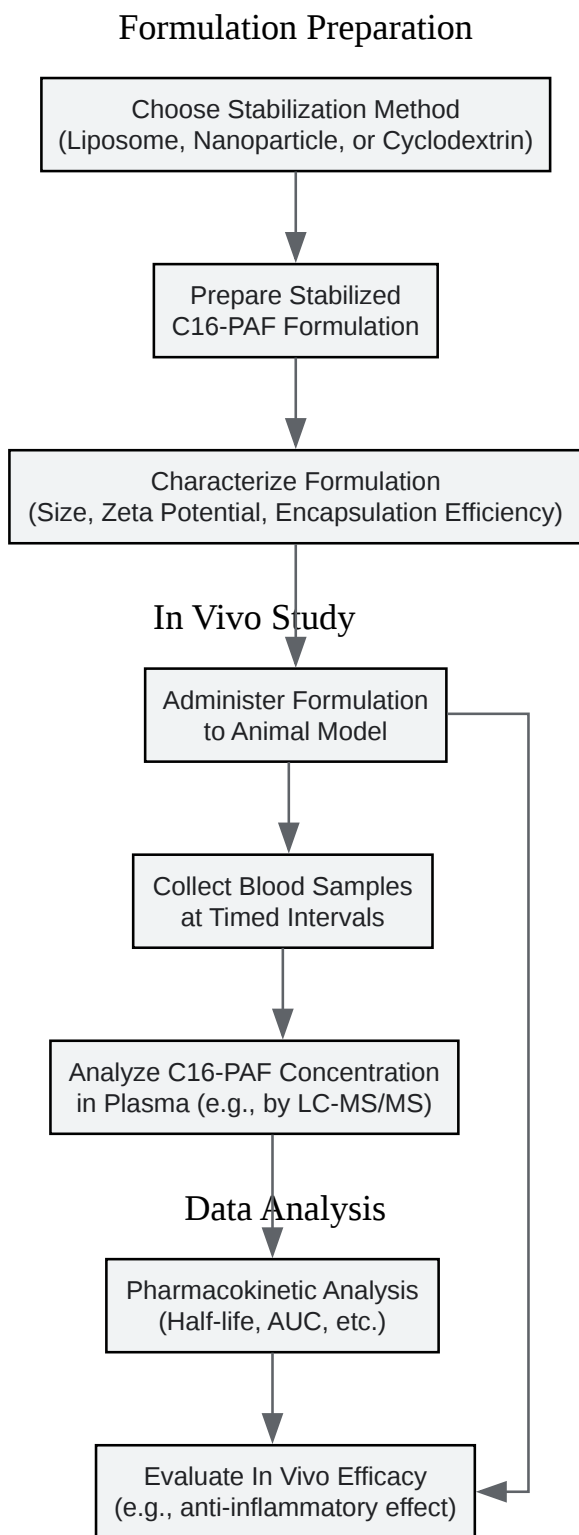 Formulation Preparation
Choose Stabilization Method
(Liposome, Nanoparticle, or Cyclodextrin)
Prepare Stabilized
C16-PAF Formulation
Characterize Formulation
(Size, Zeta Potential, Encapsulation Efficiency)
In Vivo Study
Administer Formulation
to Animal Model
Collect Blood Samples
at Timed Intervals
Analyze C16-PAF Concentration
in Plasma (e.g., by LC-MS/MS)
Data Analysis
Pharmacokinetic Analysis
(Half-life, AUC, etc.)
Evaluate In Vivo Efficacy
(e.g., anti-inflammatory effect)